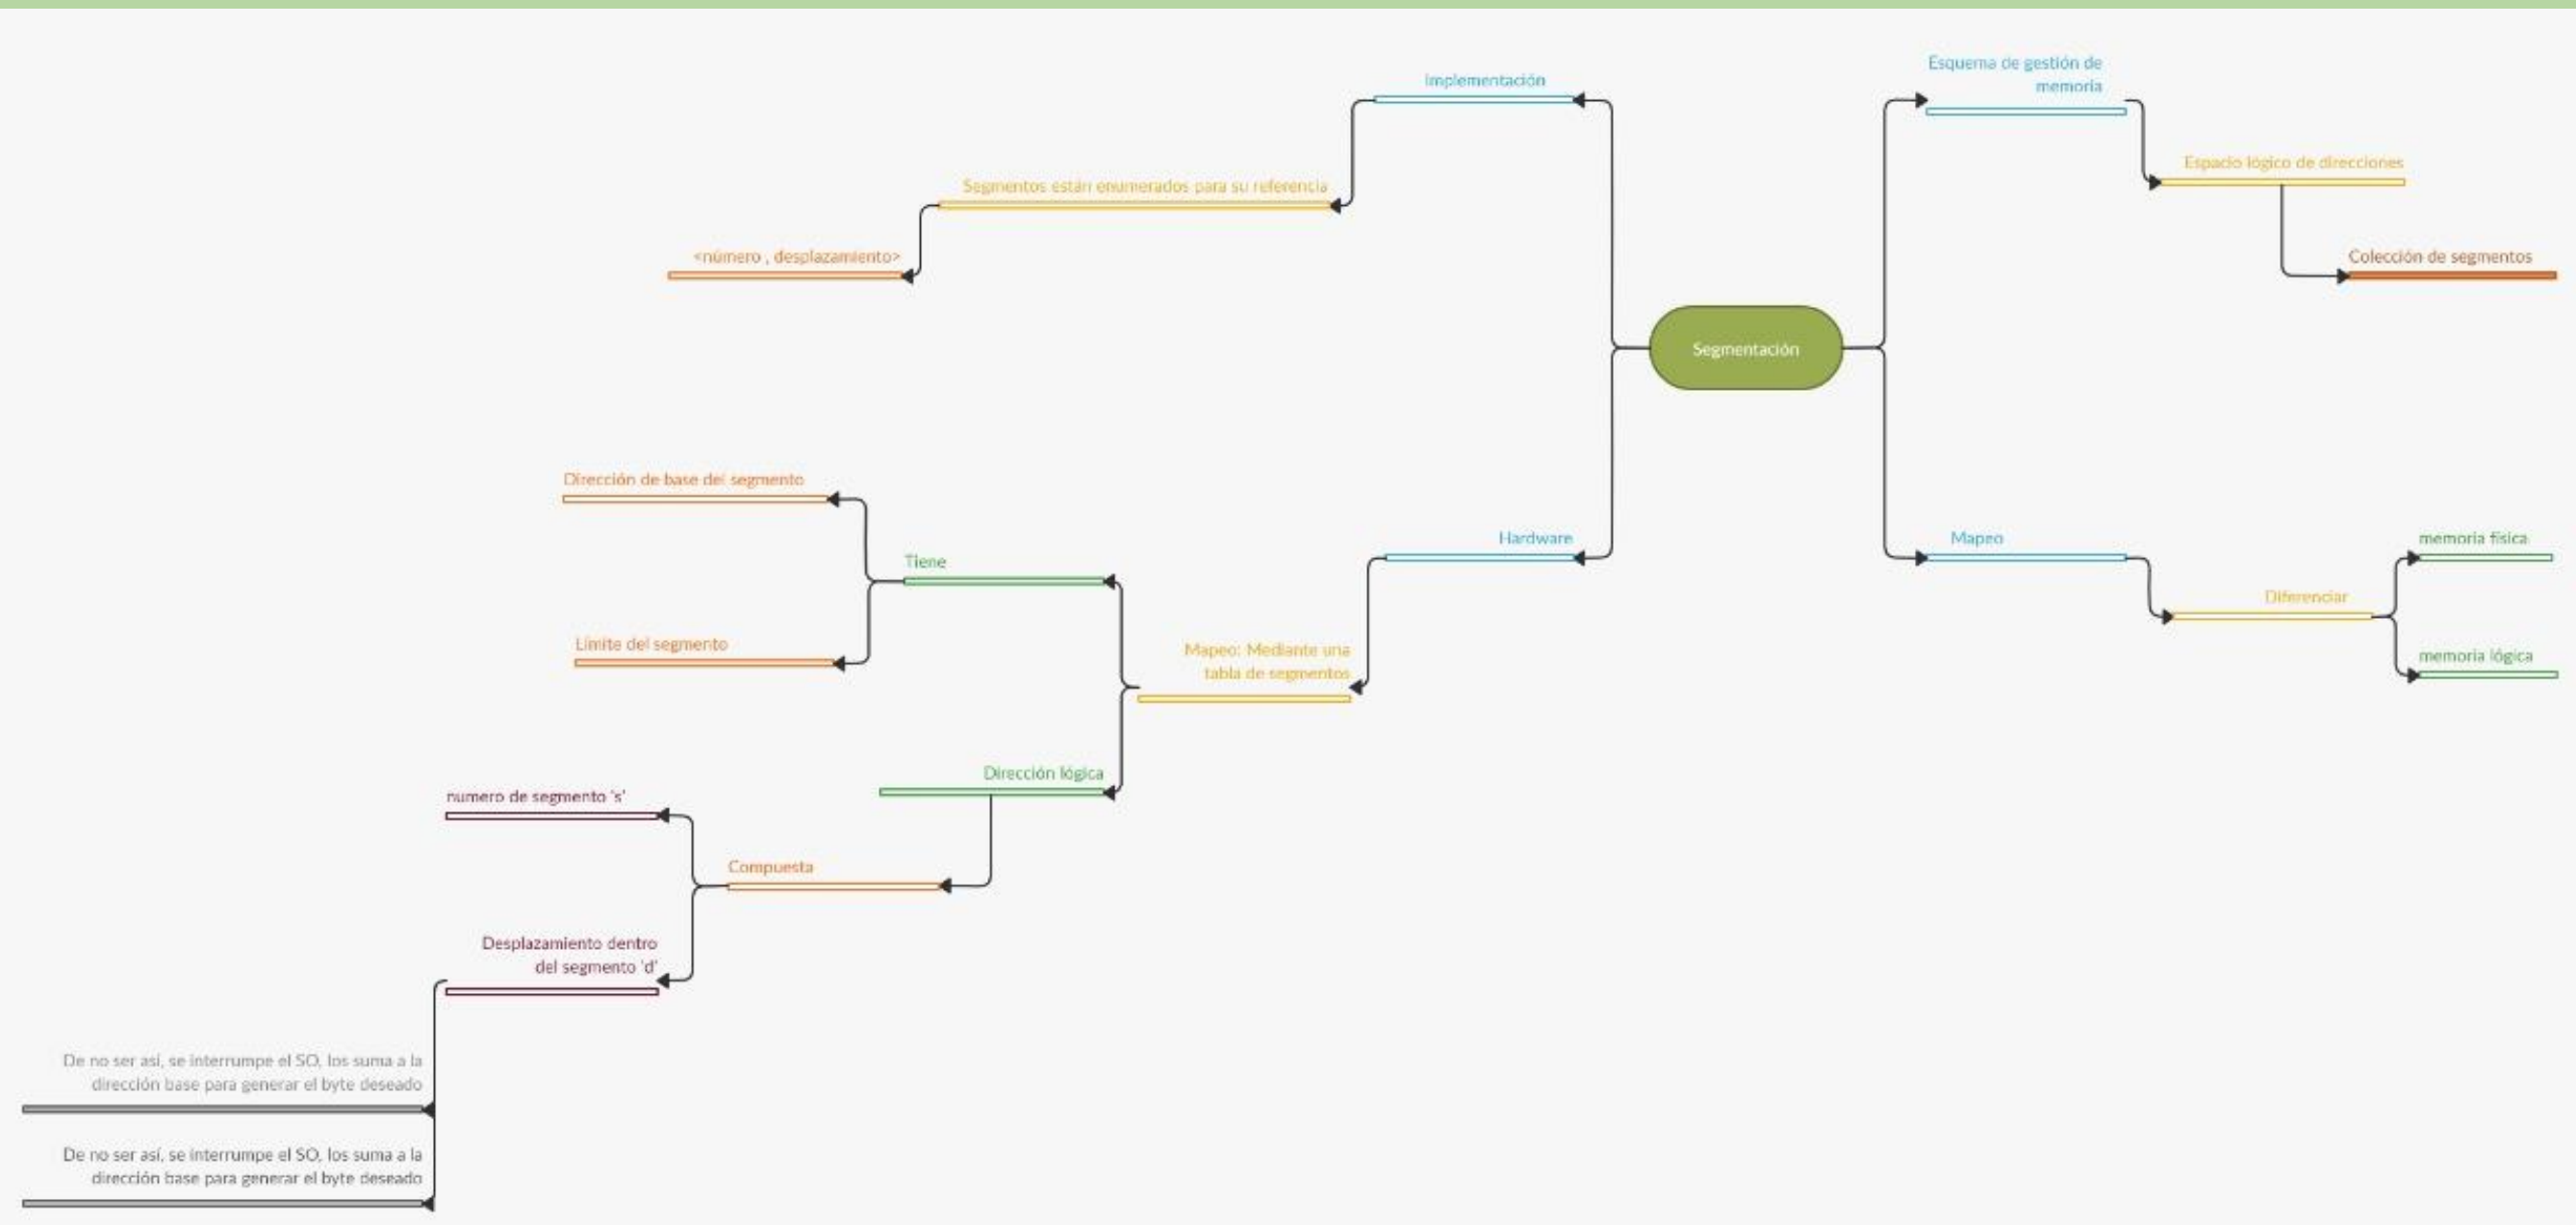 Implementación
Segmentos están enumerados para su referencia
<número , desplazamiento>
Segmentación
Esquema de gestión de
memoria
Espacio lógico de direcciones
Colección de segmentos
Hardware
Mapeo: Mediante una
tabla de segmentos
Tiene
Dirección de base del segmento
Límite del segmento
Dirección lógica
Compuesta
numero de segmento 's'
Desplazamiento dentro
del segmento 'd'
De no ser así, se interrumpe el SO, los suma a la
dirección base para generar el byte deseado
De no ser así, se interrumpe el SO, los suma a la
dirección base para generar el byte deseado
Mapeo
Diferenciar
memoria física
memoria lógica